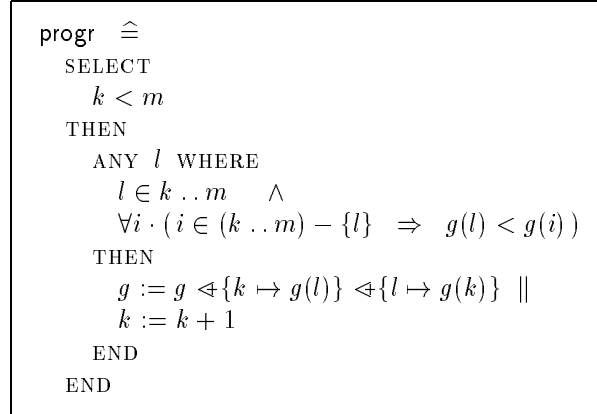 progr ≙
SELECT
k < m
THEN
ANY l WHERE
l ∈ k .. m ∧
∀i · ( i ∈ (k .. m) − {l} ⇒ g(l) < g(i) )
THEN
g := g ⩤ {k ↦ g(l)} ⩤ {l ↦ g(k)} ||
k := k + 1
END
END